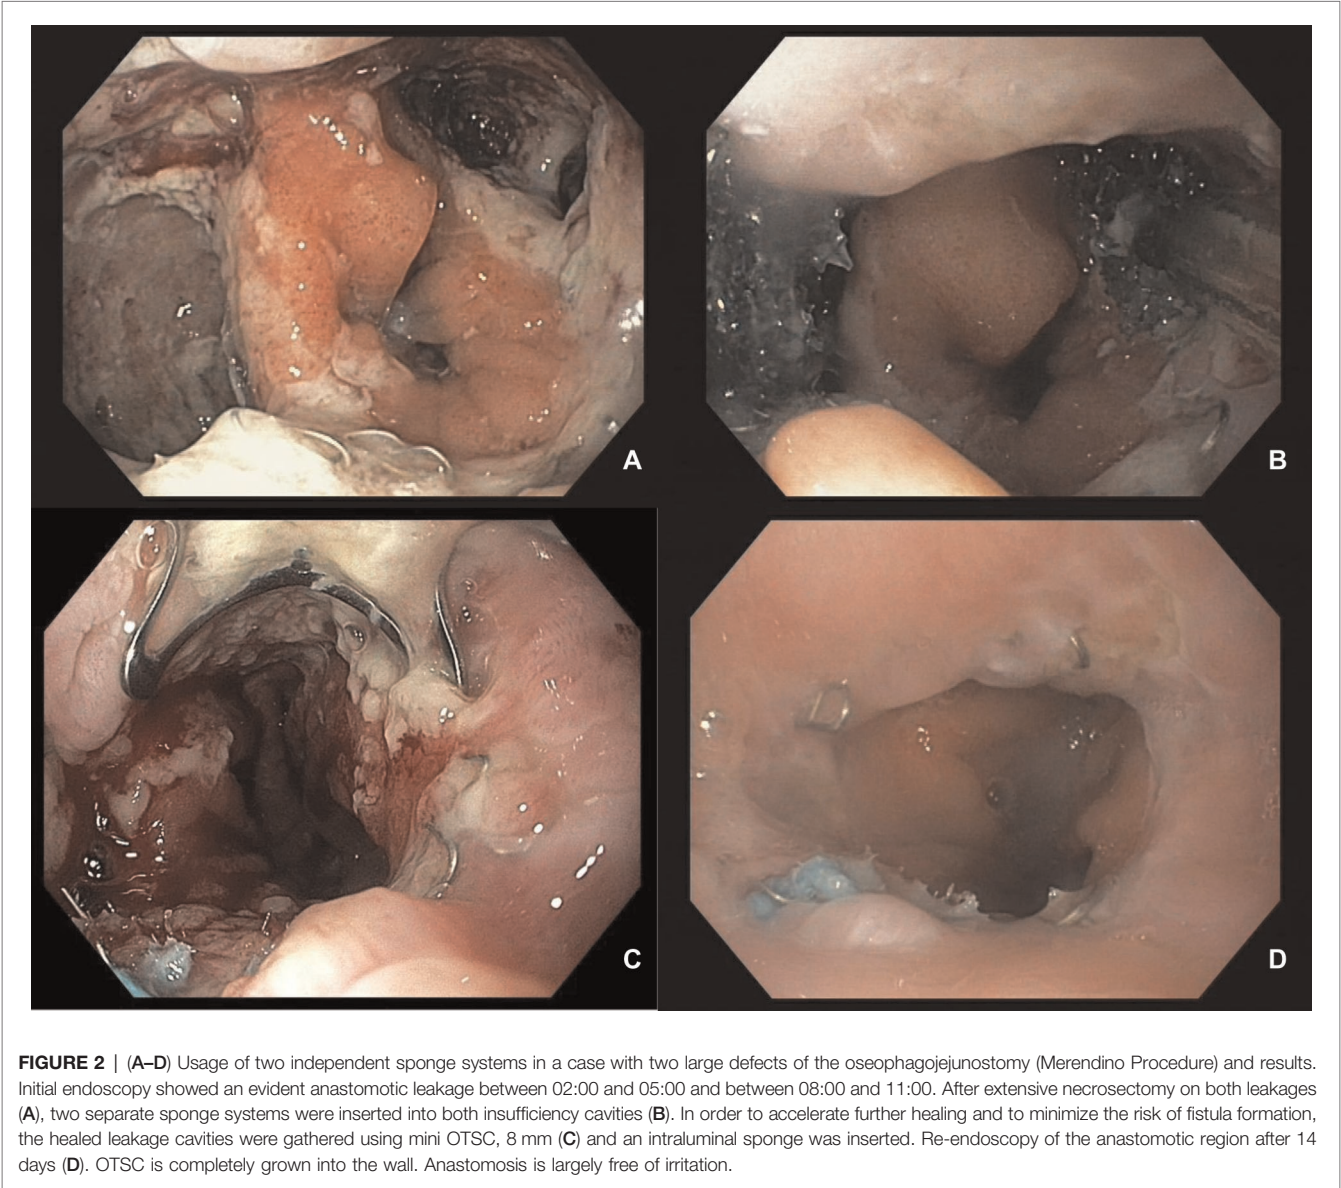 A
B
C
D
FIGURE 2 | (A–D) Usage of two independent sponge systems in a case with two large defects of the oseophagojejunostomy (Merendino Procedure) and results.
Initial endoscopy showed an evident anastomotic leakage between 02:00 and 05:00 and between 08:00 and 11:00. After extensive necrosectomy on both leakages
(A), two separate sponge systems were inserted into both insufficiency cavities (B). In order to accelerate further healing and to minimize the risk of fistula formation,
the healed leakage cavities were gathered using mini OTSC, 8 mm (C) and an intraluminal sponge was inserted. Re-endoscopy of the anastomotic region after 14
days (D). OTSC is completely grown into the wall. Anastomosis is largely free of irritation.